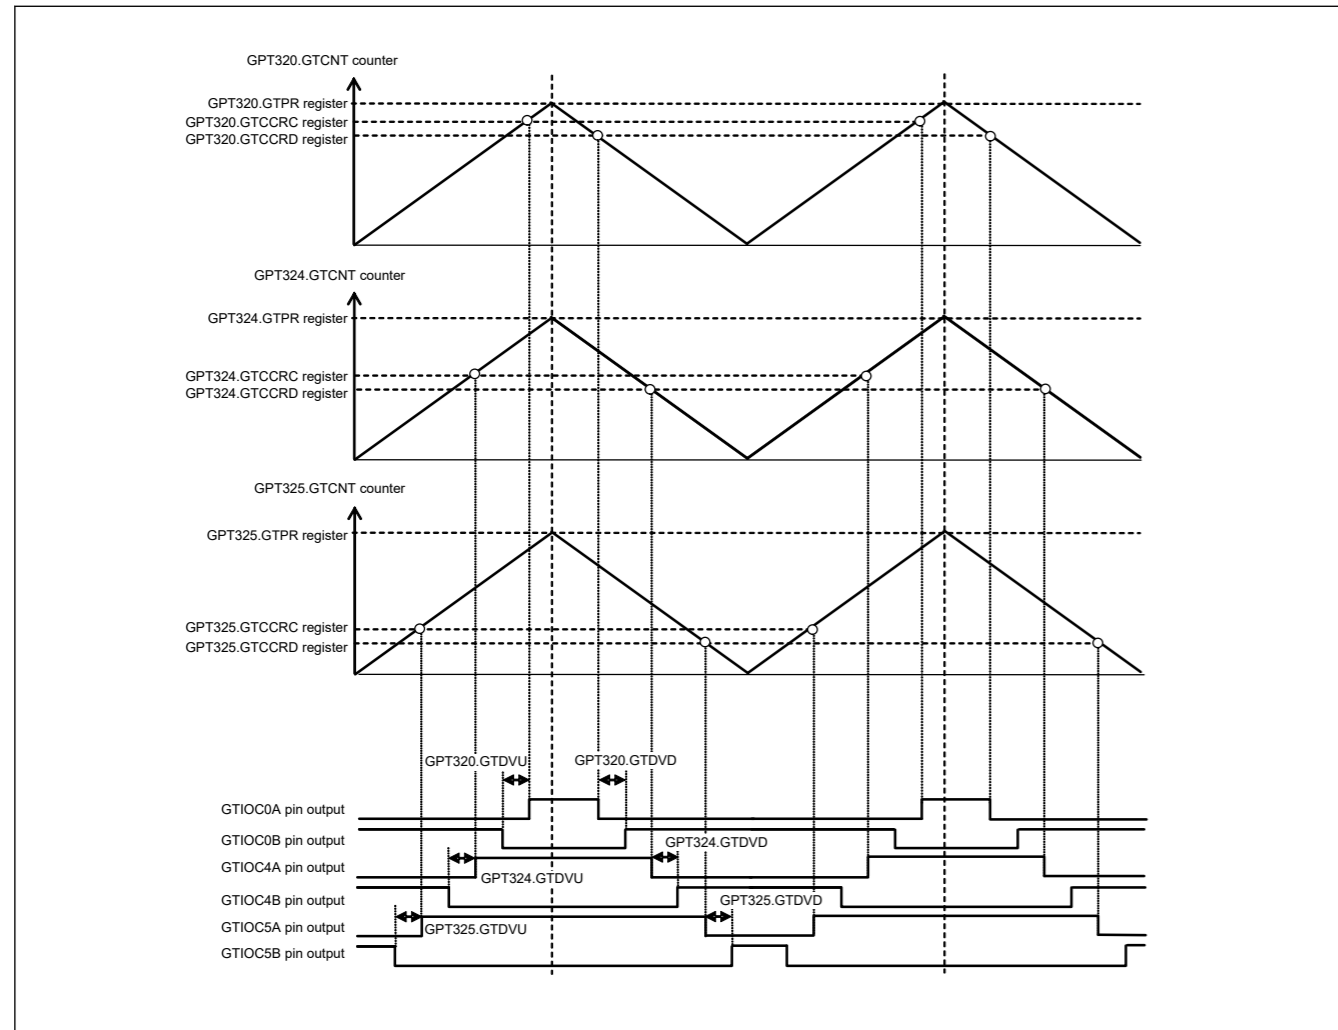 GPT320.GTCNT counter
GPT320.GTPR register
GPT320.GTCCRC register
GPT320.GTCCRD register
GPT324.GTCNT counter
GPT324.GTPR register
GPT324.GTCCRC register
GPT324.GTCCRD register
GPT325.GTCNT counter
GPT325.GTPR register
GPT325.GTCCRC register
GPT325.GTCCRD register
GPT320.GTDVU
GPT320.GTDVD
GTIOC0A pin output
GTIOC0B pin output
GPT324.GTDVD
GTIOC4A pin output
GPT324.GTDVU
GTIOC4B pin output
GPT325.GTDVD
GTIOC5A pin output
GPT325.GTDVU
GTIOC5B pin output